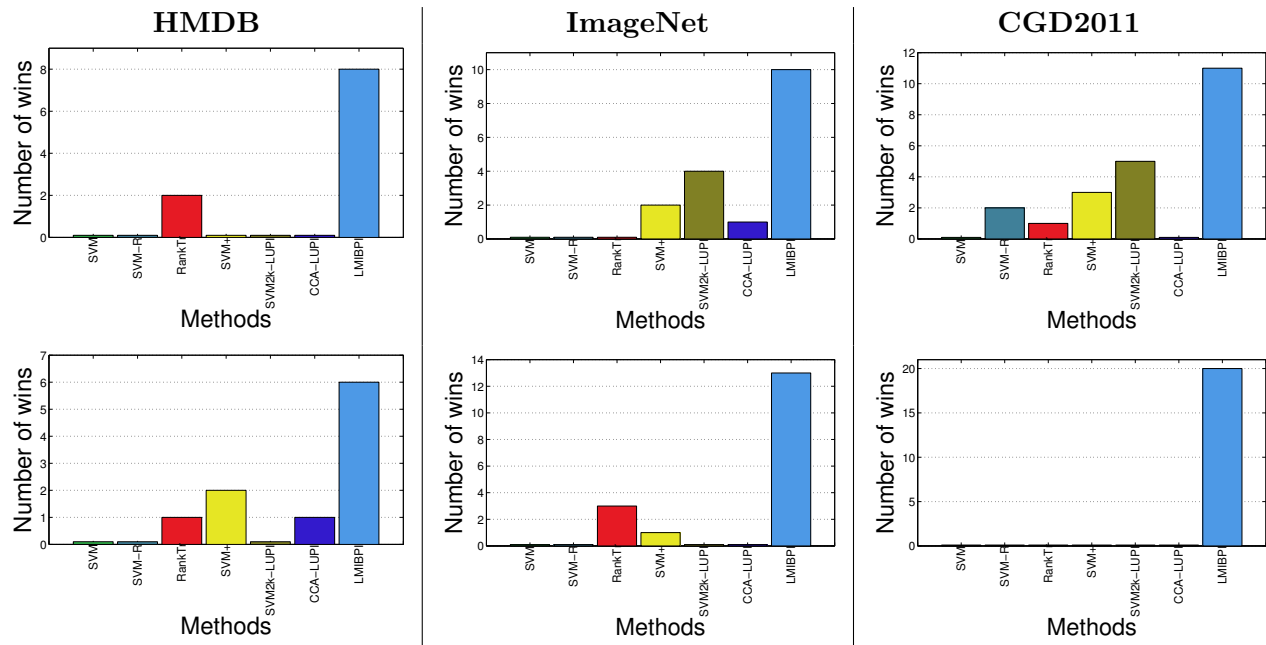 HMDB
ImageNet
CGD2011
Number of wins
8
6
4
2
0
SVM
SVM−R
RankTr
SVM+
SVM2k−LUPI
CCA−LUPI
LMIBPI
Methods
Number of wins
10
8
6
4
2
0
SVM
SVM−R
RankTr
SVM+
SVM2k−LUPI
CCA−LUPI
LMIBPI
Methods
Number of wins
12
10
8
6
4
2
0
SVM
SVM−R
RankTr
SVM+
SVM2k−LUPI
CCA−LUPI
LMIBPI
Methods
Number of wins
7
6
5
4
3
2
1
0
SVM
SVM−R
RankTr
SVM+
SVM2k−LUPI
CCA−LUPI
LMIBPI
Methods
Number of wins
14
12
10
8
6
4
2
0
SVM
SVM−R
RankTr
SVM+
SVM2k−LUPI
CCA−LUPI
LMIBPI
Methods
Number of wins
20
15
10
5
0
SVM
SVM−R
RankTr
SVM+
SVM2k−LUPI
CCA−LUPI
LMIBPI
Methods